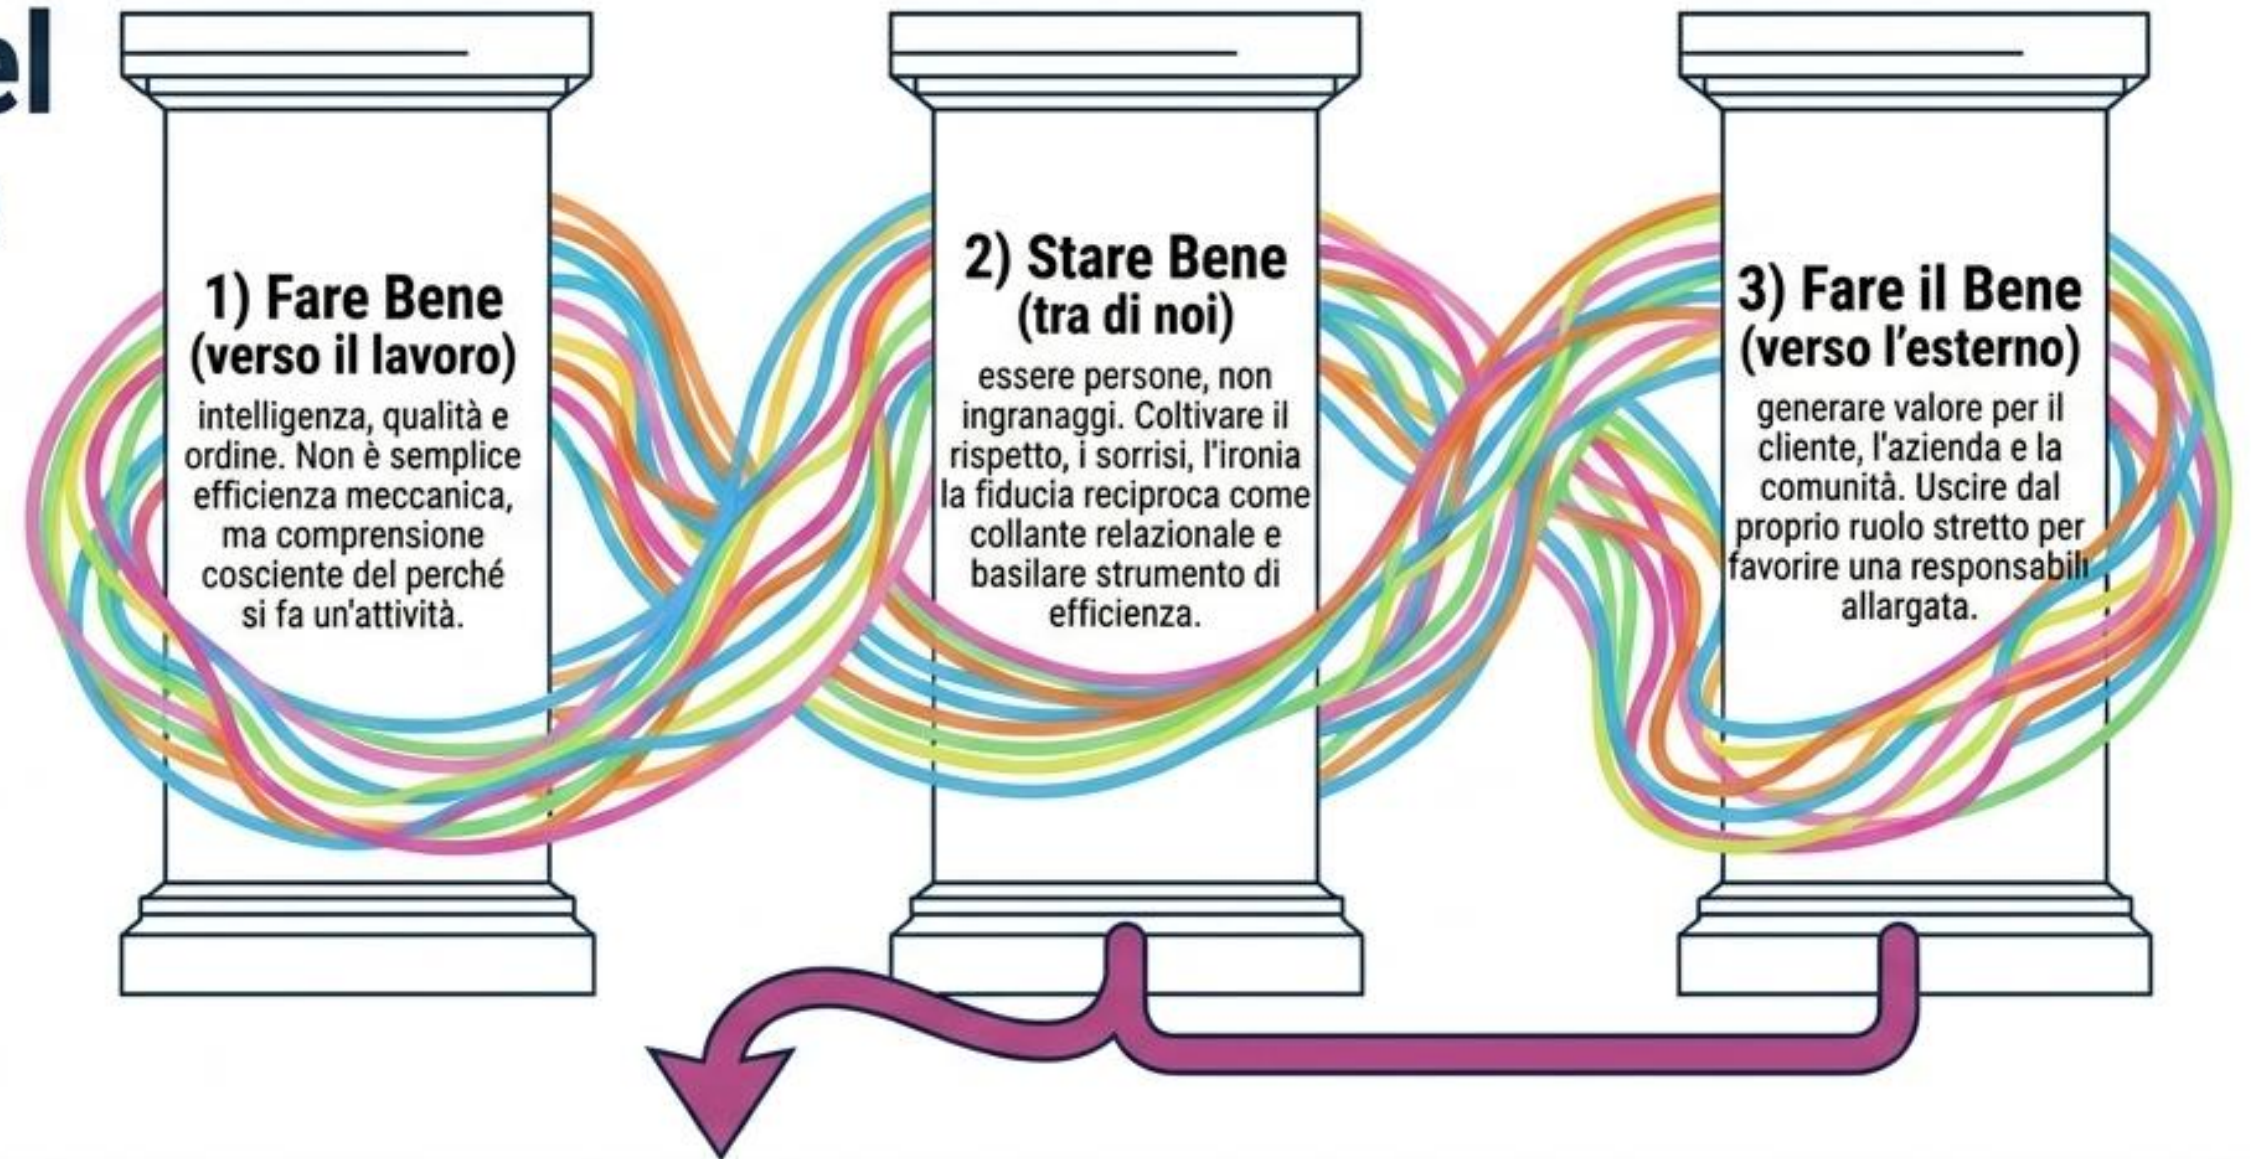 el
1) Fare Bene
(verso il lavoro)
intelligenza, qualità e
ordine. Non è semplice
efficienza meccanica,
ma comprensione
cosciente del perché
si fa un'attività.
2) Stare Bene
(tra di noi)
essere persone, non
ingranaggi. Coltivare il
rispetto, i sorrisi, l'ironia
la fiducia reciproca come
collante relazionale e
basilare strumento di
efficienza.
3) Fare il Bene
(verso l'esterno)
generare valore per il
cliente, l'azienda e la
comunità. Uscire dal
proprio ruolo stretto per
favorire una responsabili
allargata.